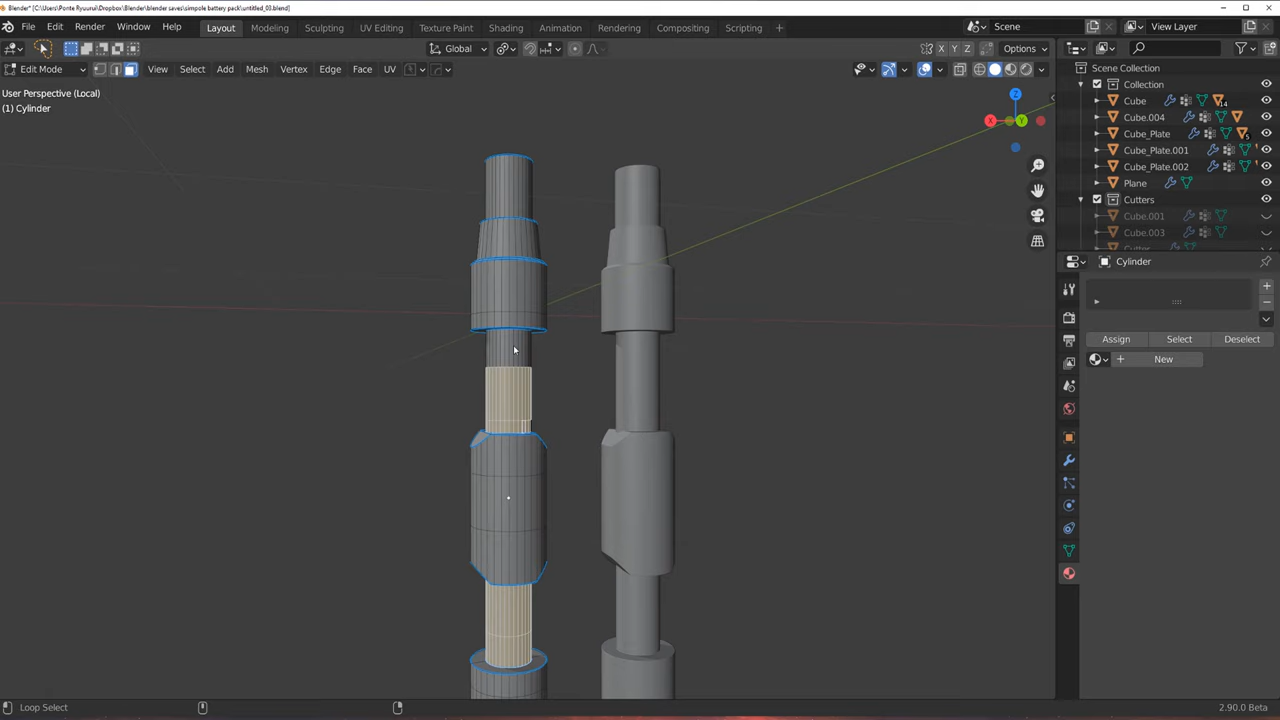 Blender* [C:\Users\Ponte Ryuurui\Dropbox\Blender\blender saves\simpole battery pack\untitled_03.blend]
File Edit Render Window Help Layout Modeling Sculpting UV Editing Texture Paint Shading Animation Rendering Compositing Scripting + Scene View Layer
Global X Y Z Options
Edit Mode View Select Add Mesh Vertex Edge Face UV
User Perspective (Local)
(1) Cylinder
Z
X Y
Scene Collection
Collection
Cube 14
Cube.004
Cube_Plate 5
Cube_Plate.001
Cube_Plate.002
Plane
Cutters
Cube.001
Cube.003
Cylinder
Assign Select Deselect
+ New
Loop Select
2.90.0 Beta